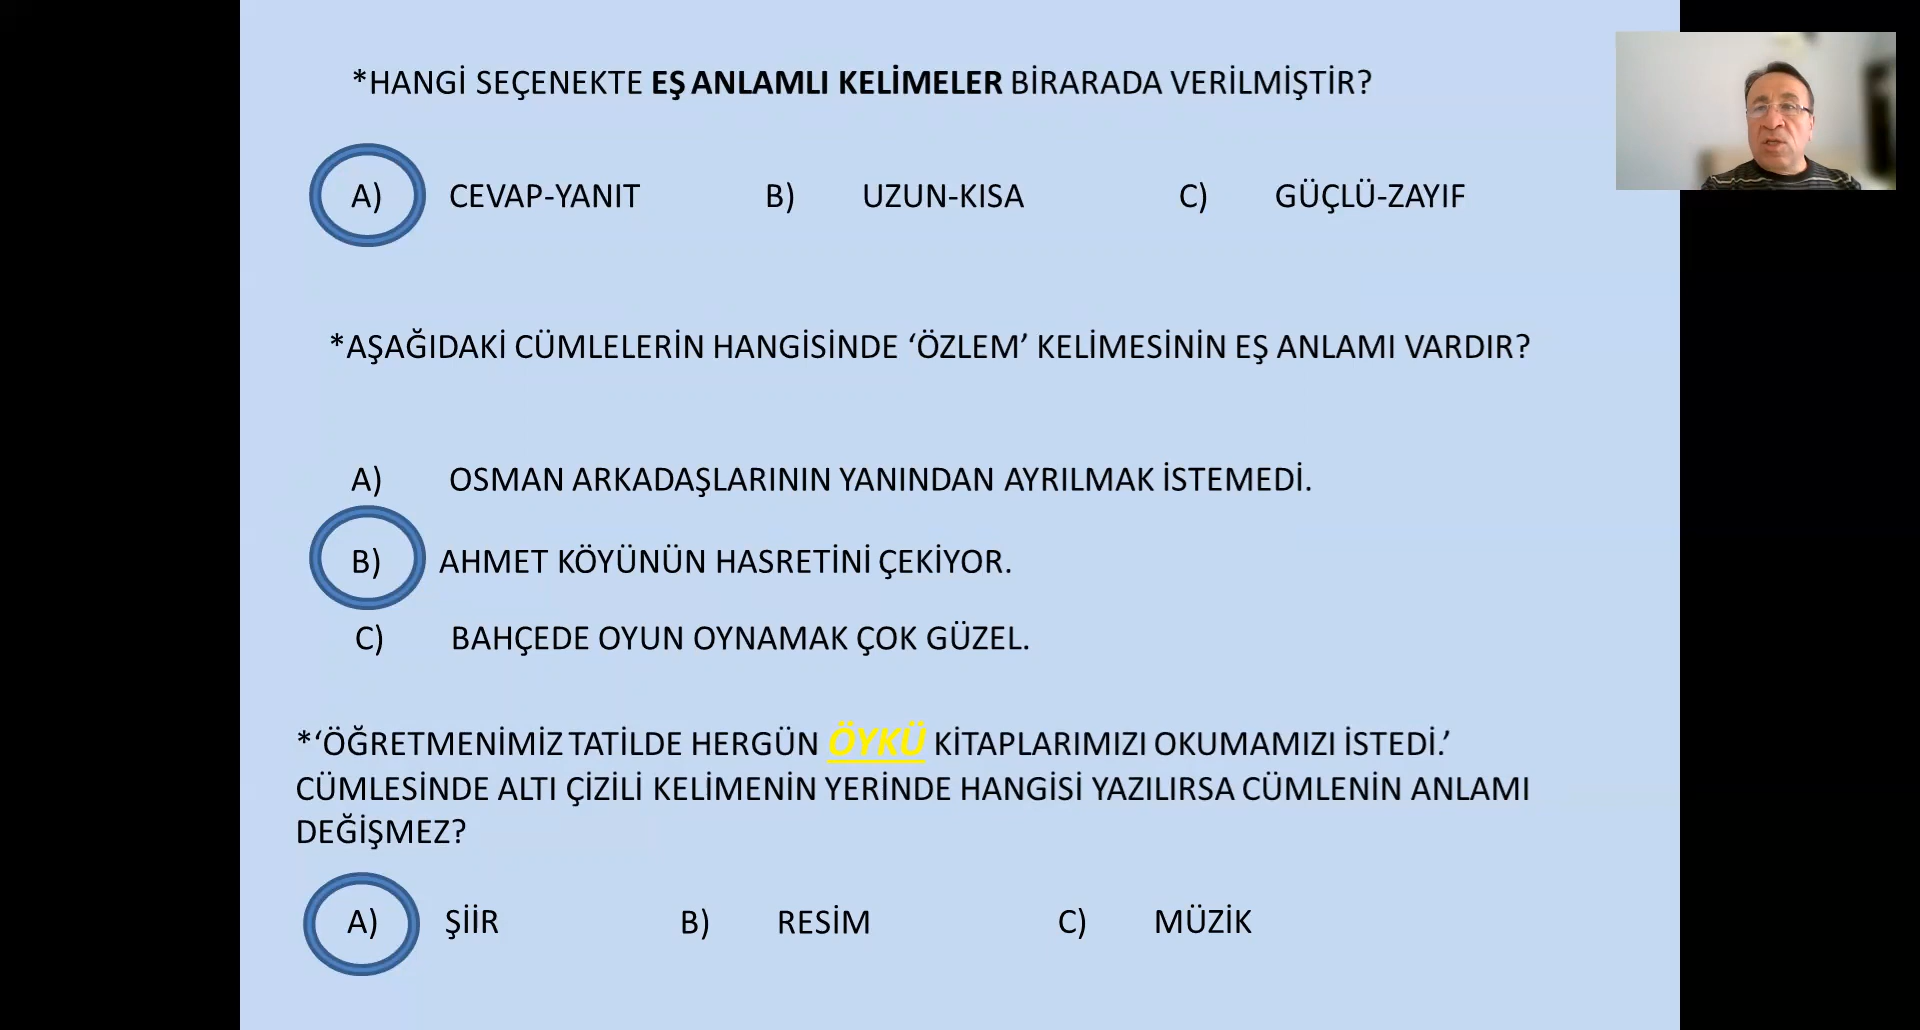 *HANGİ SEÇENEKTE EŞ ANLAMLI KELİMELER BİRARADA VERİLMİŞTİR?
A) CEVAP-YANIT B) UZUN-KISA C) GÜÇLÜ-ZAYIF
*AŞAĞIDAKİ CÜMLELERİN HANGİSİNDE ‘ÖZLEM’ KELİMESİNİN EŞ ANLAMI VARDIR?
A) OSMAN ARKADAŞLARININ YANINDAN AYRILMAK İSTEMEDİ.
B) AHMET KÖYÜNÜN HASRETİNİ ÇEKİYOR.
C) BAHÇEDE OYUN OYNAMAK ÇOK GÜZEL.
*‘ÖĞRETMENİMİZ TATİLDE HERGÜN ÖYKÜ KİTAPLARIMIZI OKUMAMIZI İSTEDİ.’
CÜMLESİNDE ALTI ÇİZİLİ KELİMENİN YERİNDE HANGİSİ YAZILIRSA CÜMLENİN ANLAMI
DEĞİŞMEZ?
A) ŞİİR B) RESİM C) MÜZİK